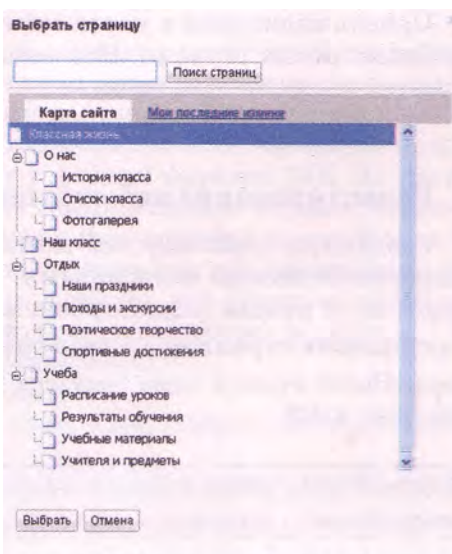 Выбрать страницу
Поиск страниц
Карта сайта Мои последние измене
Классная жизнь
О нас
История класса
Список класса
Фотогалерея
Наш класс
Отдых
Наши праздники
Походы и экскурсии
Поэтическое творчество
Спортивные достижения
Учеба
Расписание уроков
Результаты обучения
Учебные материалы
Учителя и предметы
Выбрать Отмена